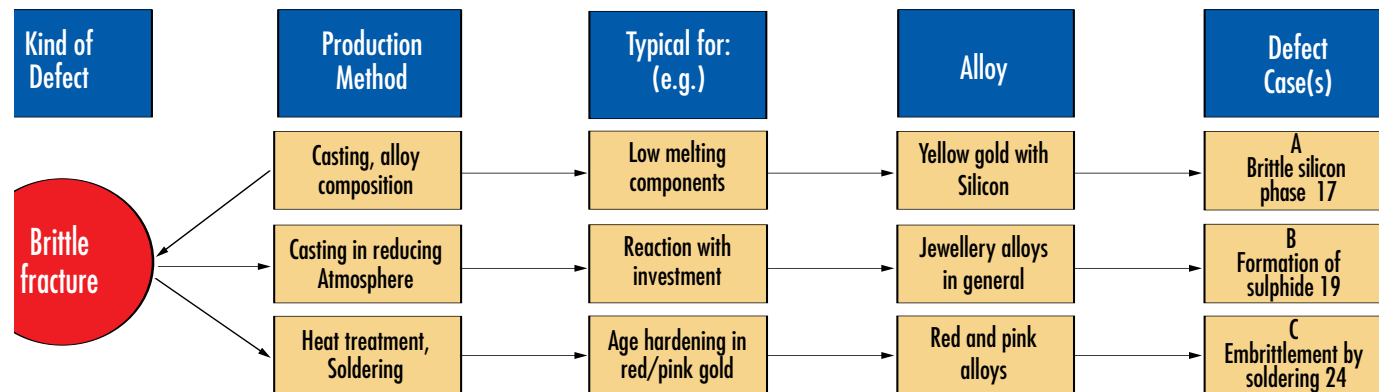 Kind of
Defect
Production
Method
Typical for:
(e.g.)
Alloy
Defect
Case(s)
Brittle
fracture
Casting, alloy
composition
Low melting
components
Yellow gold with
Silicon
A
Brittle silicon
phase 17
Casting in reducing
Atmosphere
Reaction with
investment
Jewellery alloys
in general
B
Formation of
sulphide 19
Heat treatment,
Soldering
Age hardening in
red/pink gold
Red and pink
alloys
C
Embrittlement by
soldering 24